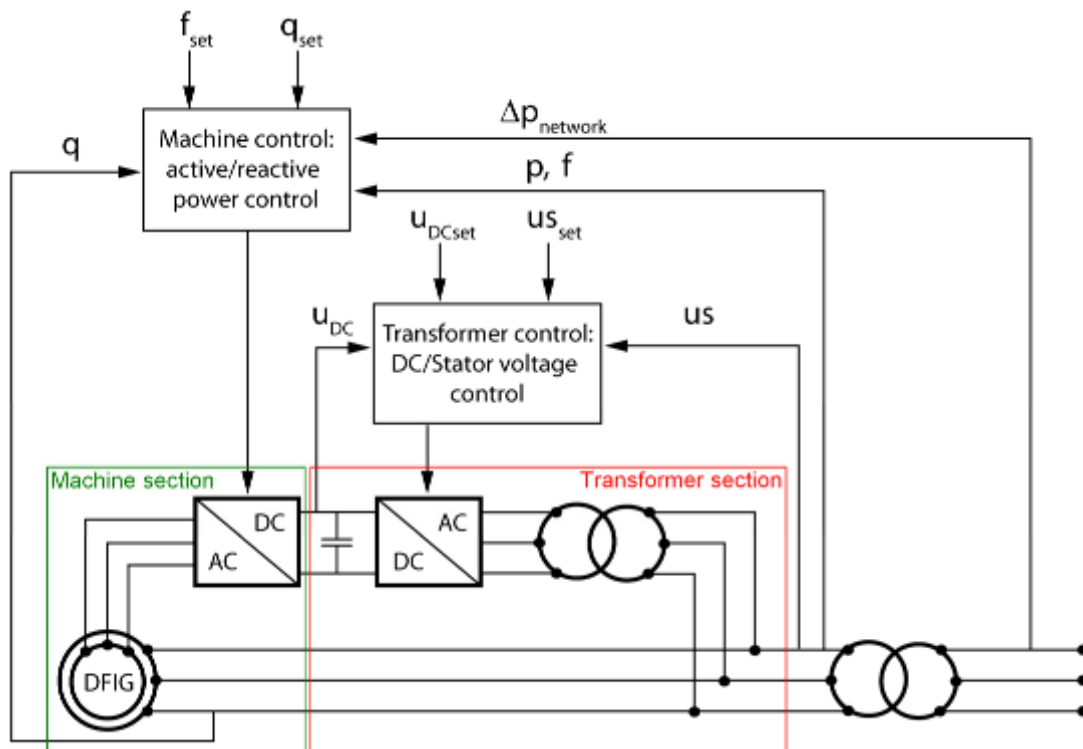 f_set
q_set
Δp_network
q
Machine control:
active/reactive
power control
p, f
u_DCset
us_set
u_DC
Transformer control:
DC/Stator voltage
control
us
Machine section
Transformer section
DC
AC
AC
DC
DFIG